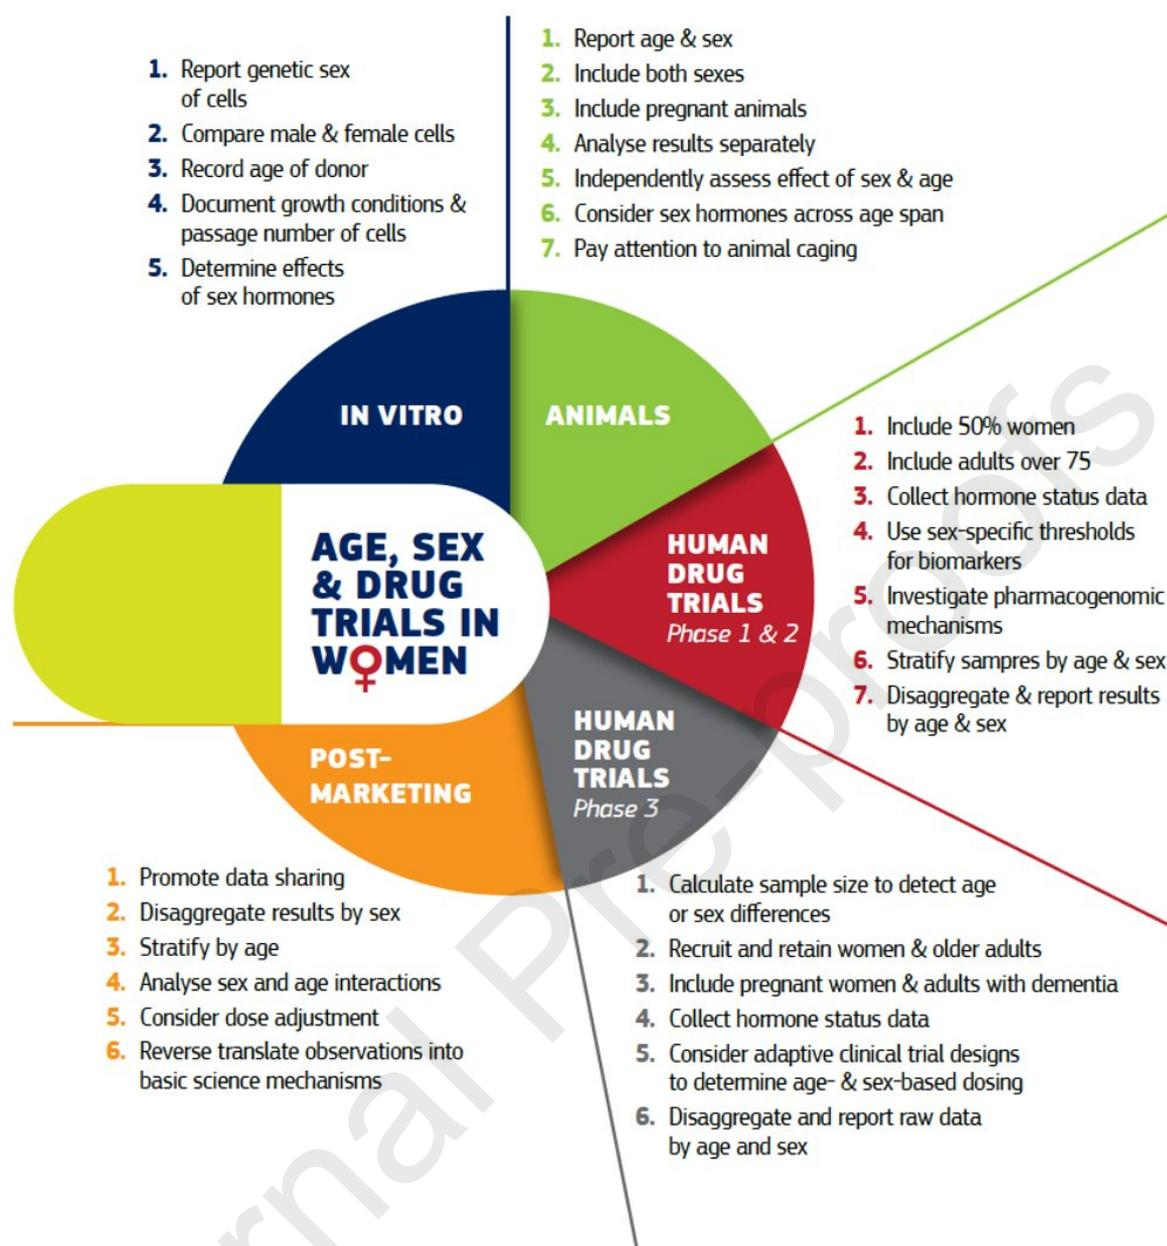 1. Report genetic sex
of cells
2. Compare male & female cells
3. Record age of donor
4. Document growth conditions &
passage number of cells
5. Determine effects
of sex hormones
1. Report age & sex
2. Include both sexes
3. Include pregnant animals
4. Analyse results separately
5. Independently assess effect of sex & age
6. Consider sex hormones across age span
7. Pay attention to animal caging
IN VITRO
ANIMALS
AGE, SEX
& DRUG
TRIALS IN
W♀MEN
HUMAN
DRUG
TRIALS
Phase 1 & 2
1. Include 50% women
2. Include adults over 75
3. Collect hormone status data
4. Use sex-specific thresholds
for biomarkers
5. Investigate pharmacogenomic
mechanisms
6. Stratify sampres by age & sex
7. Disaggregate & report results
by age & sex
HUMAN
DRUG
TRIALS
Phase 3
POST-
MARKETING
1. Promote data sharing
2. Disaggregate results by sex
3. Stratify by age
4. Analyse sex and age interactions
5. Consider dose adjustment
6. Reverse translate observations into
basic science mechanisms
1. Calculate sample size to detect age
or sex differences
2. Recruit and retain women & older adults
3. Include pregnant women & adults with dementia
4. Collect hormone status data
5. Consider adaptive clinical trial designs
to determine age- & sex-based dosing
6. Disaggregate and report raw data
by age and sex
rnal Pre-proofs